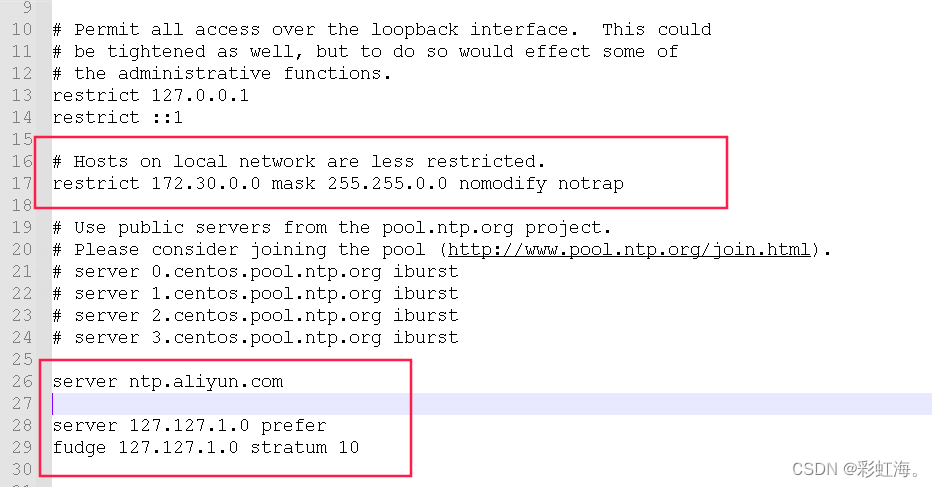 9
10 # Permit all access over the loopback interface.  This could
11 # be tightened as well, but to do so would effect some of
12 # the administrative functions.
13 restrict 127.0.0.1
14 restrict ::1
15
16 # Hosts on local network are less restricted.
17 restrict 172.30.0.0 mask 255.255.0.0 nomodify notrap
18
19 # Use public servers from the pool.ntp.org project.
20 # Please consider joining the pool (http://www.pool.ntp.org/join.html).
21 # server 0.centos.pool.ntp.org iburst
22 # server 1.centos.pool.ntp.org iburst
23 # server 2.centos.pool.ntp.org iburst
24 # server 3.centos.pool.ntp.org iburst
25
26 server ntp.aliyun.com
27
28 server 127.127.1.0 prefer
29 fudge 127.127.1.0 stratum 10
30
CSDN @彩虹海。